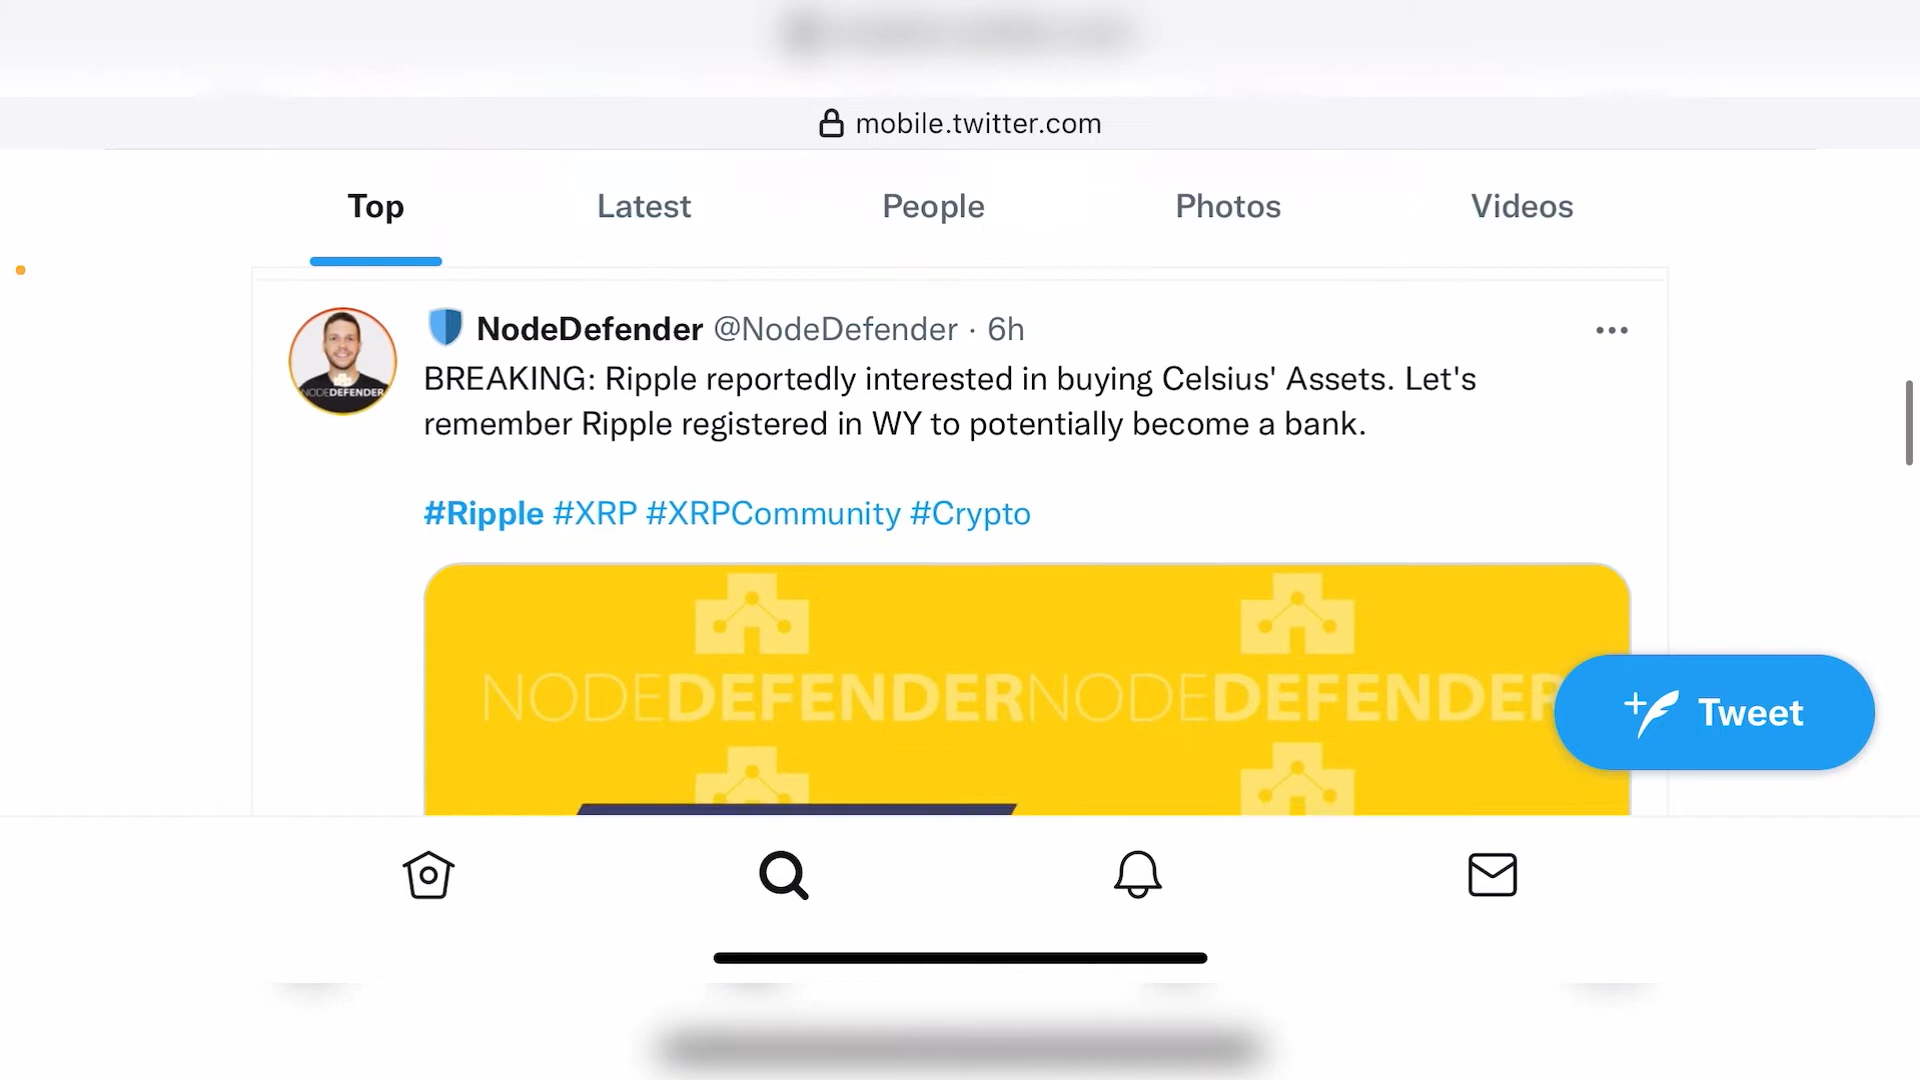 mobile.twitter.com
Top Latest People Photos Videos
NodeDefender @NodeDefender · 6h
BREAKING: Ripple reportedly interested in buying Celsius' Assets. Let's
remember Ripple registered in WY to potentially become a bank.
#Ripple #XRP #XRPCommunity #Crypto
NODEDEFENDER
NODEDEFENDERNODEDEFENDER
Tweet